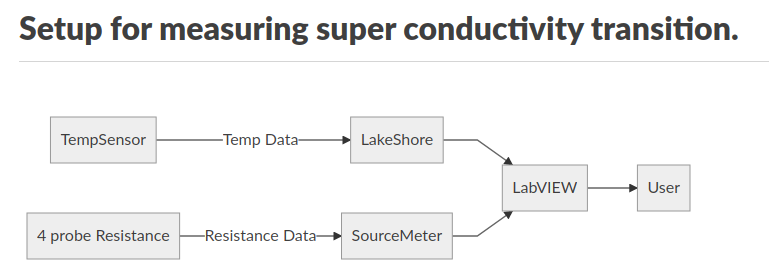 Setup for measuring super conductivity transition.
TempSensor
Temp Data
LakeShore
LabVIEW
User
4 probe Resistance
Resistance Data
SourceMeter